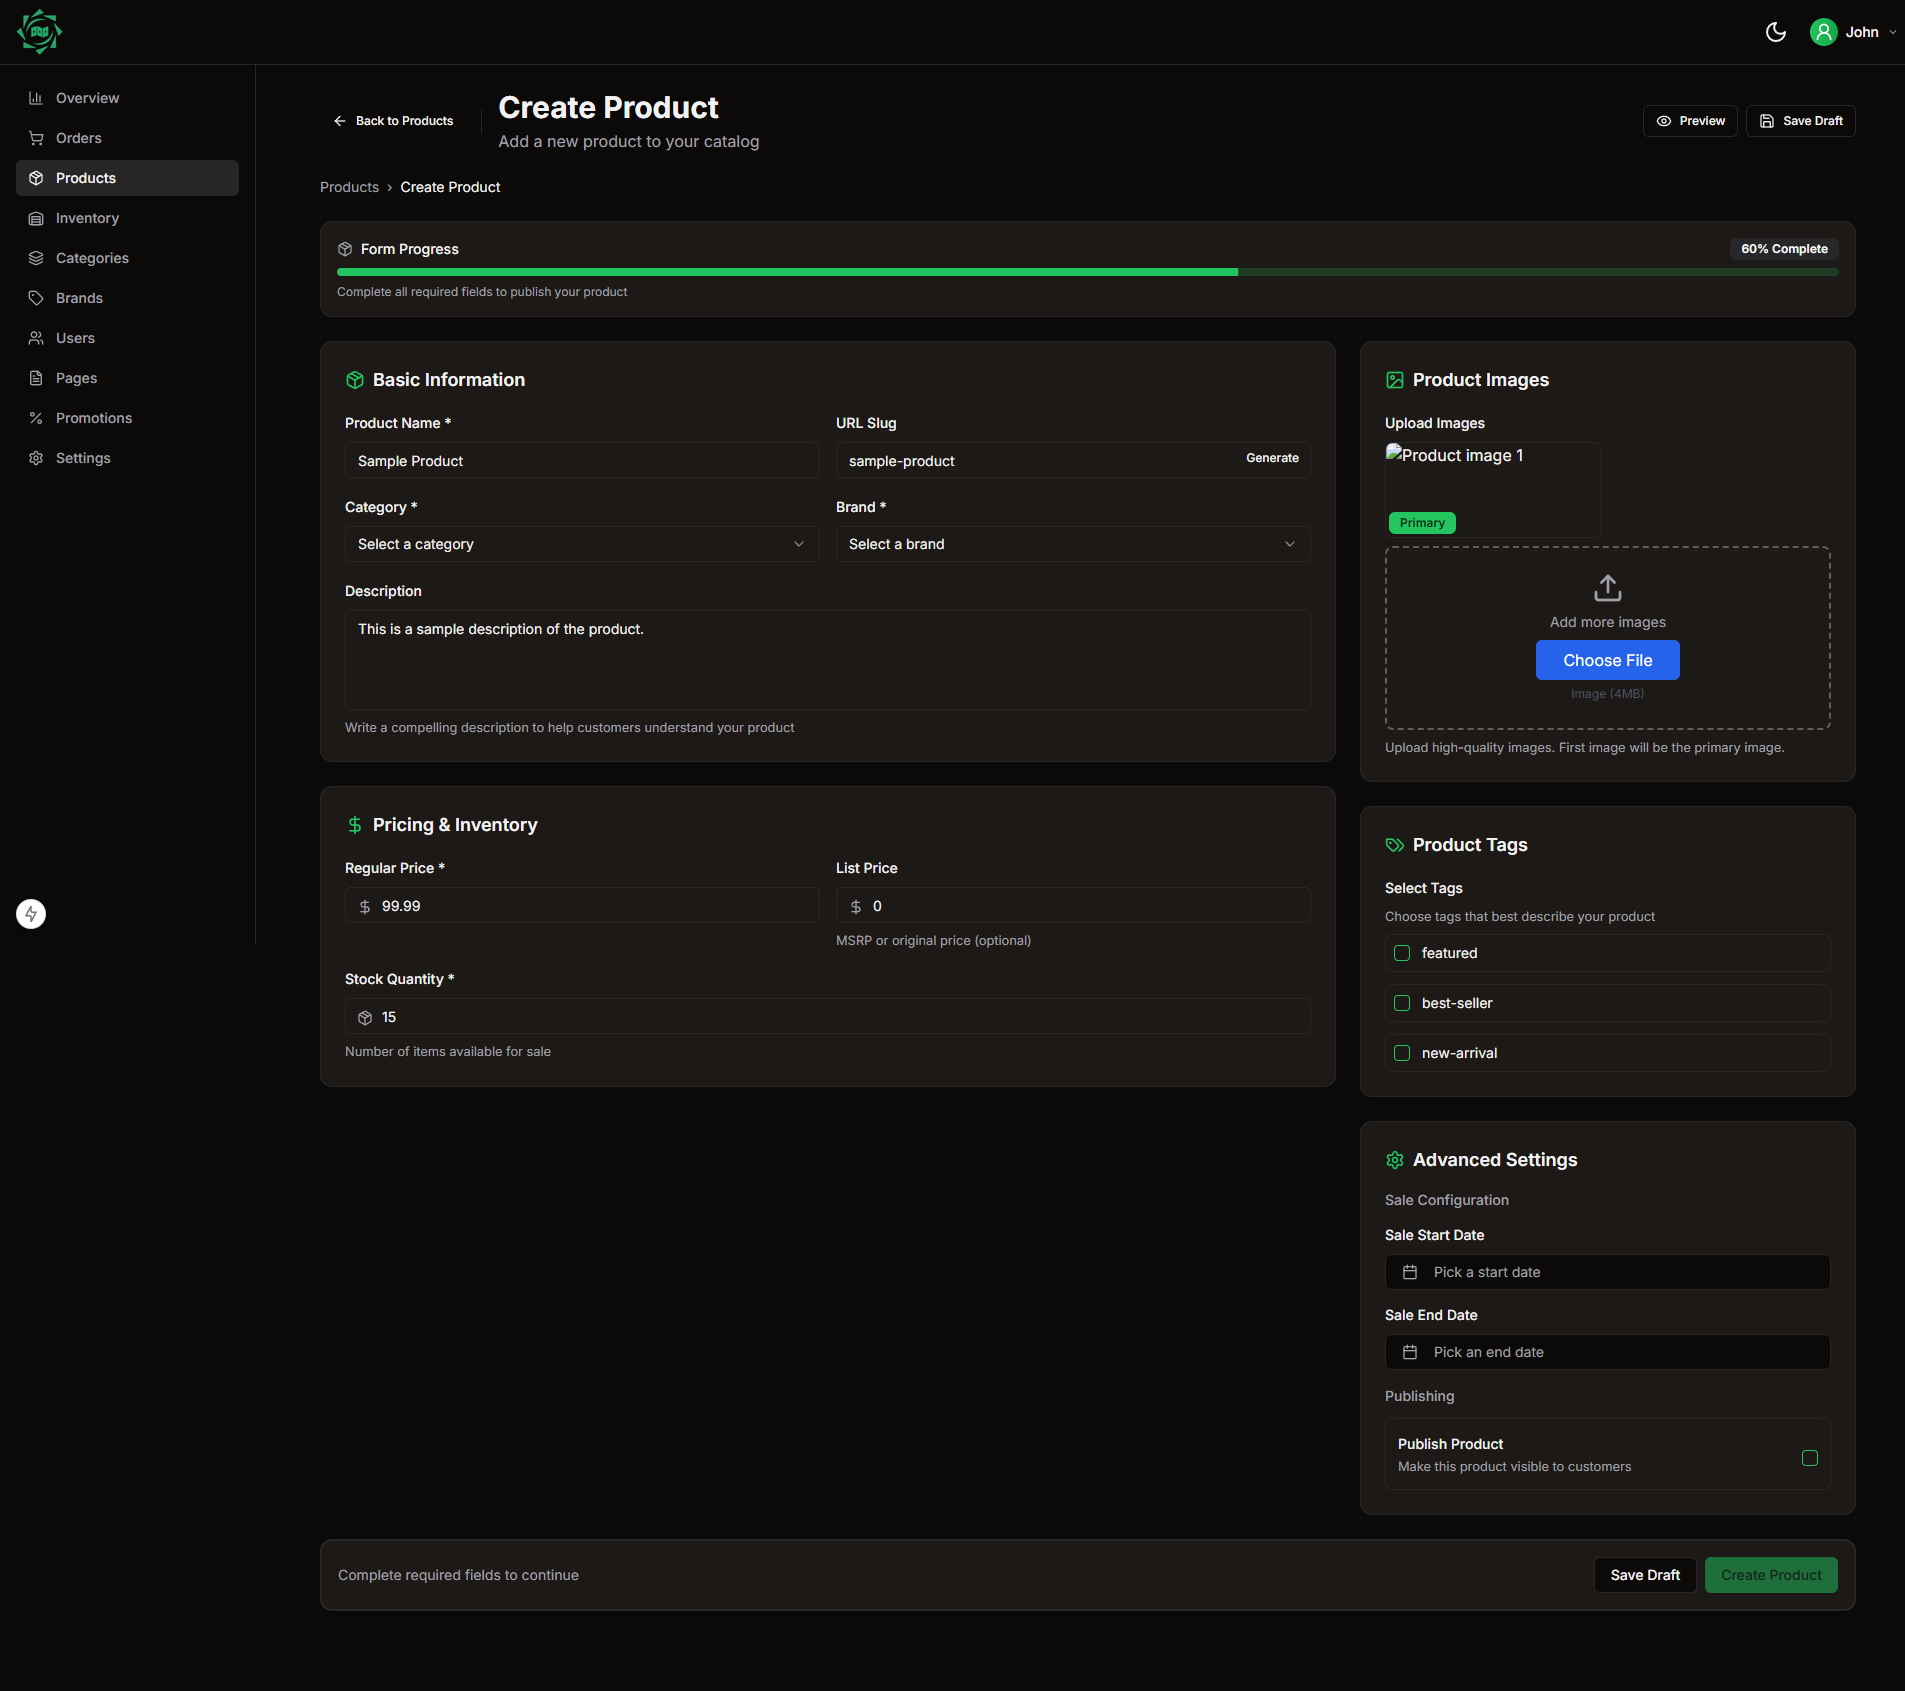 John
Overview
Orders
Products
Inventory
Categories
Brands
Users
Pages
Promotions
Settings
Back to Products
Create Product
Add a new product to your catalog
Preview
Save Draft
Products › Create Product
Form Progress
60% Complete
Complete all required fields to publish your product
Basic Information
Product Name *
URL Slug
Sample Product
sample-product
Generate
Category *
Brand *
Select a category
Select a brand
Description
This is a sample description of the product.
Write a compelling description to help customers understand your product
Pricing & Inventory
Regular Price *
List Price
$ 99.99
$ 0
MSRP or original price (optional)
Stock Quantity *
15
Number of items available for sale
Product Images
Upload Images
Product image 1
Primary
Add more images
Choose File
Image (4MB)
Upload high-quality images. First image will be the primary image.
Product Tags
Select Tags
Choose tags that best describe your product
featured
best-seller
new-arrival
Advanced Settings
Sale Configuration
Sale Start Date
Pick a start date
Sale End Date
Pick an end date
Publishing
Publish Product
Make this product visible to customers
Complete required fields to continue
Save Draft
Create Product